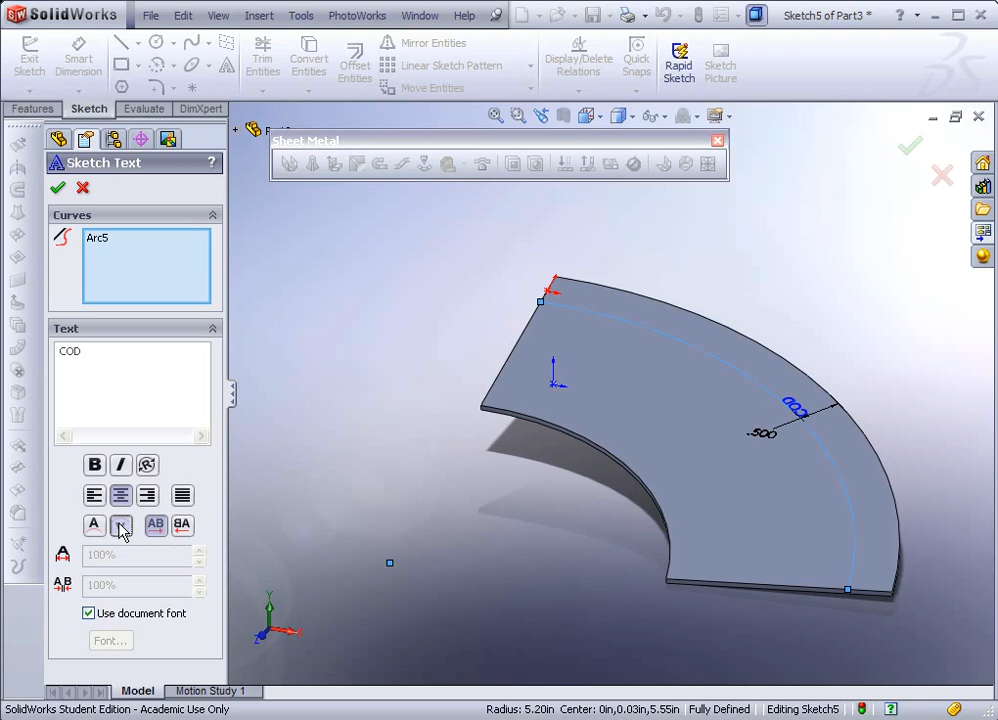 SolidWorks File Edit View Insert Tools PhotoWorks Window Help Sketch5 of Part3 * ?
Exit Sketch Smart Dimension Trim Entities Convert Entities Offset Entities Mirror Entities Linear Sketch Pattern Move Entities Display/Delete Relations Quick Snaps Rapid Sketch Sketch Picture
Features Sketch Evaluate DimXpert
Sheet Metal
Sketch Text ?
Curves
Arc5
Text
COD
COD
.500
B I
A AB AB
A 100%
AB 100%
Use document font
Font...
Y
X
Z
Model Motion Study 1
SolidWorks Student Edition - Academic Use Only Radius: 5.20in Center: 0in,0.03in,5.55in Fully Defined Editing Sketch5 ?